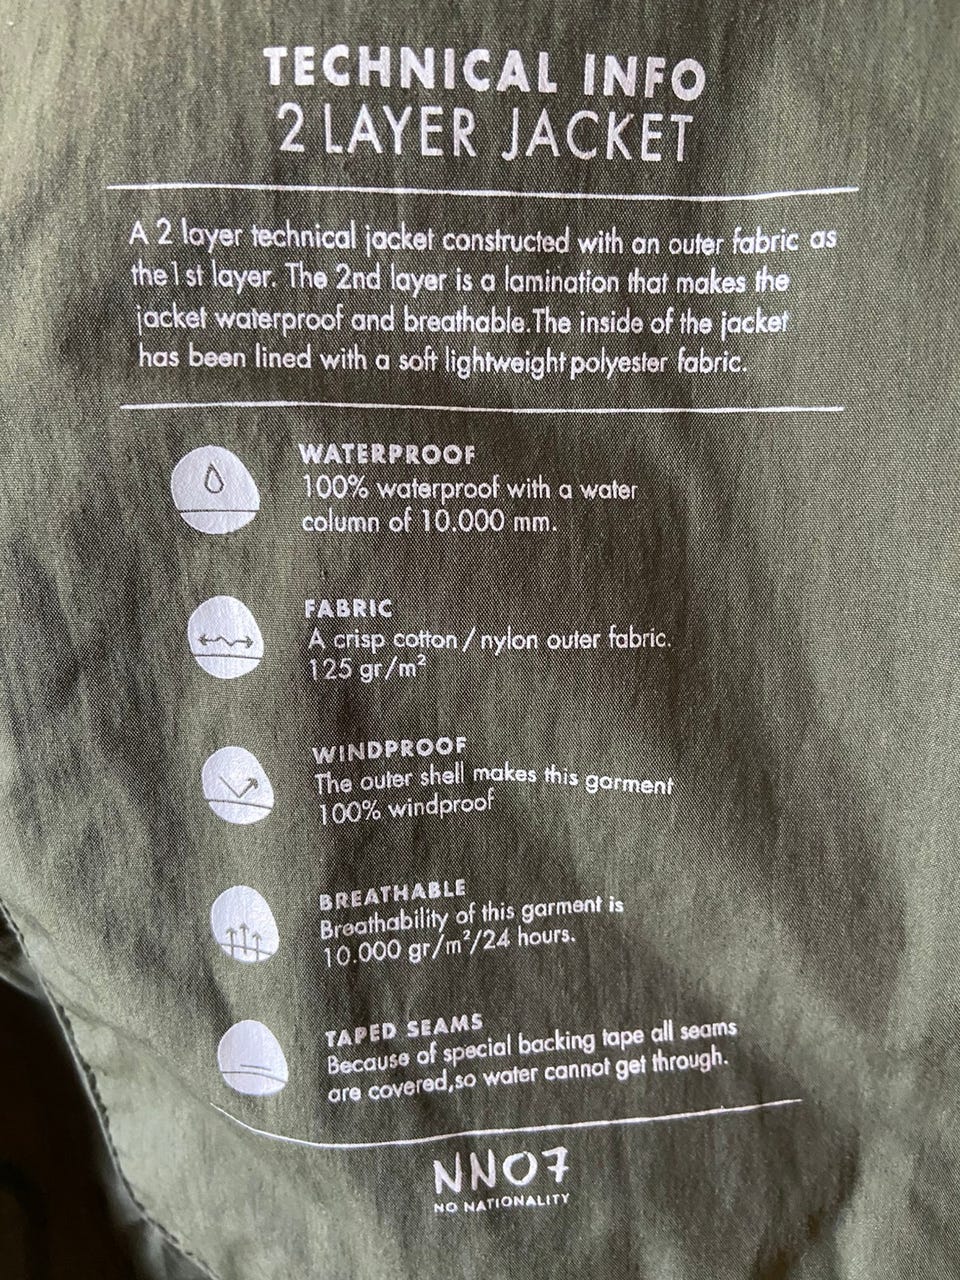 TECHNICAL INFO
2 LAYER JACKET
A 2 layer technical jacket constructed with an outer fabric as
the 1 st layer. The 2nd layer is a lamination that makes the
jacket waterproof and breathable.The inside of the jacket
has been lined with a soft lightweight polyester fabric.
WATERPROOF
100% waterproof with a water
column of 10.000 mm.
FABRIC
A crisp cotton / nylon outer fabric.
125 gr/m²
WINDPROOF
The outer shell makes this garment
100% windproof
BREATHABLE
Breathability of this garment is
10.000 gr/m²/24 hours.
TAPED SEAMS
Because of special backing tape all seams
are covered,so water cannot get through.
NN07
NO NATIONALITY